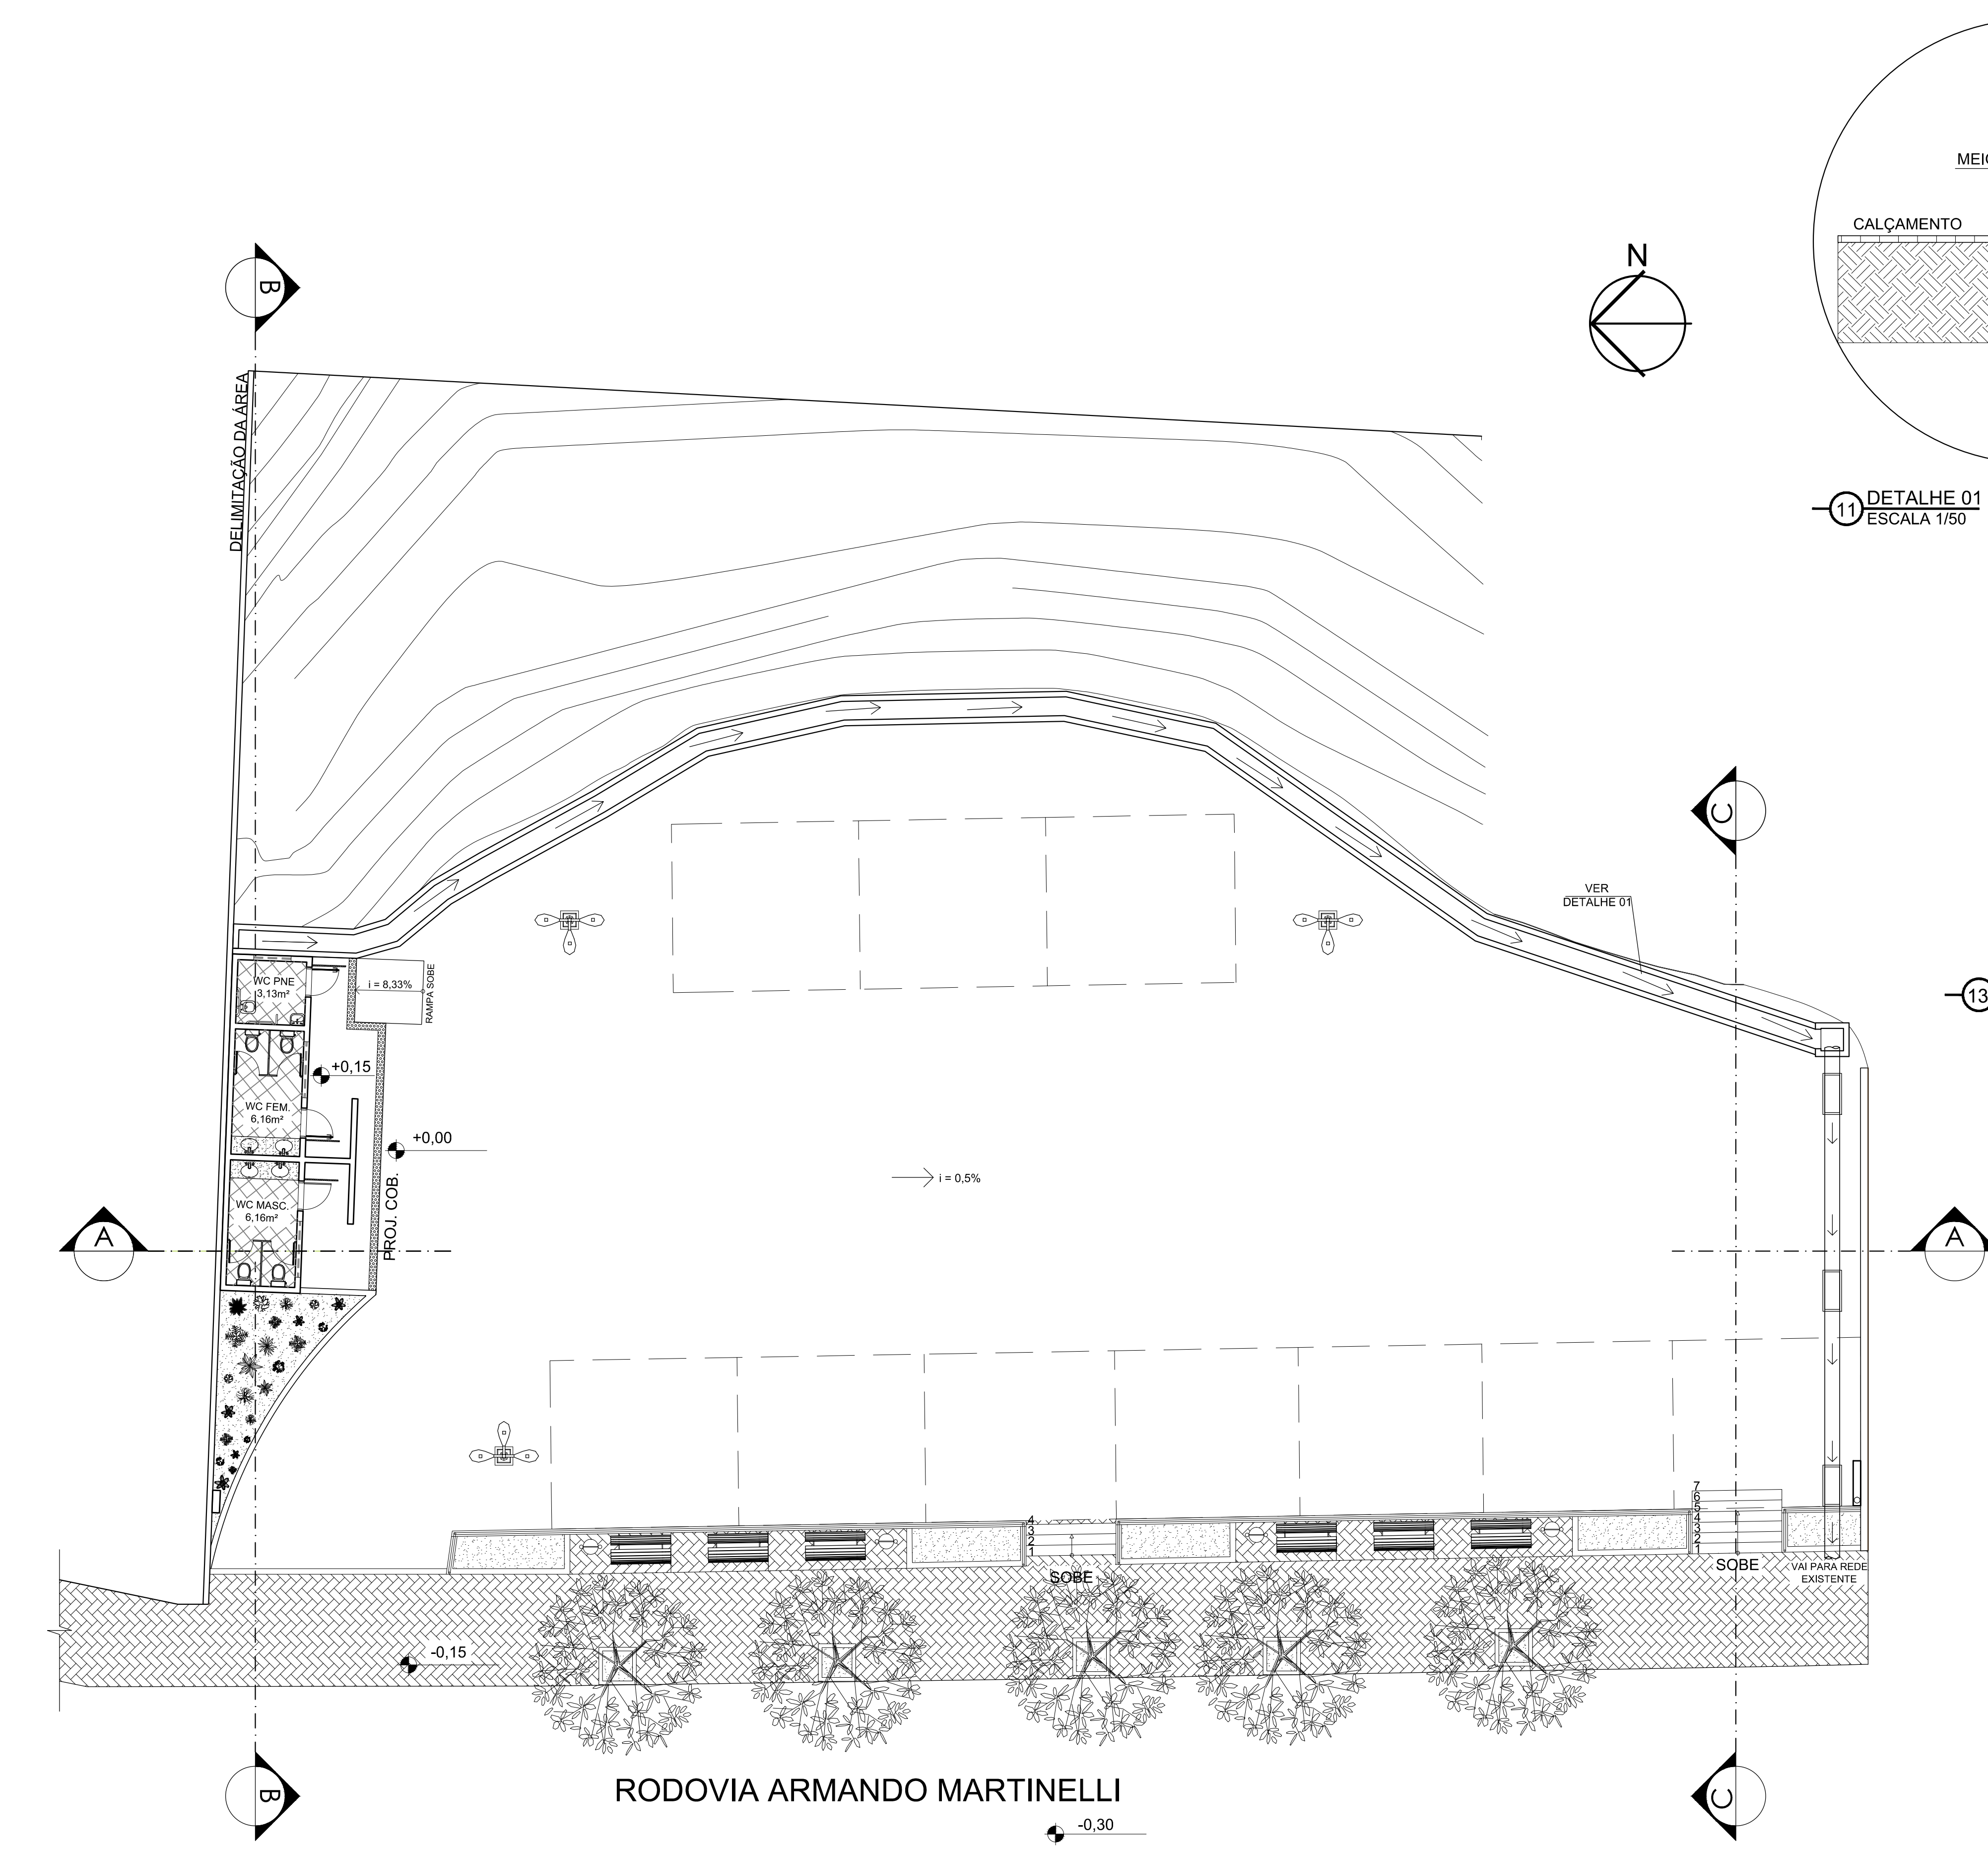 MEI
CALÇAMENTO
N
B
DELIMITAÇÃO DA ÁREA
11
DETALHE 01
ESCALA 1/50
C
VER
DETALHE 01
WC PNE
3,13m²
i = 8,33%
RAMPA SOBE
13
+0,15
WC FEM.
6,16m²
+0,00
i = 0,5%
PROJ. COB.
WC MASC.
6,16m²
A
A
7
6
5
4
3
2
1
4
3
2
1
SOBE
SOBE
VAI PARA REDE
EXISTENTE
-0,15
RODOVIA ARMANDO MARTINELLI
B
C
-0,30